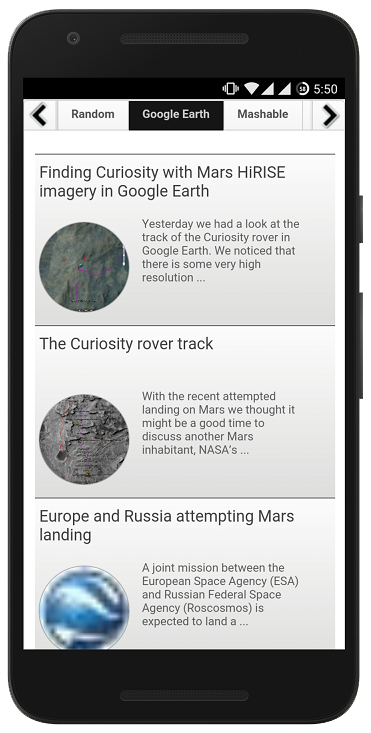 5:50
Random
Google Earth
Mashable
Finding Curiosity with Mars HiRISE
imagery in Google Earth
Yesterday we had a look at the
track of the Curiosity rover in
Google Earth. We noticed that
there is some very high
resolution ...
The Curiosity rover track
With the recent attempted
landing on Mars we thought it
might be a good time to
discuss another Mars
inhabitant, NASA's ...
Europe and Russia attempting Mars
landing
A joint mission between the
European Space Agency (ESA)
and Russian Federal Space
Agency (Roscosmos) is
expected to land a ...